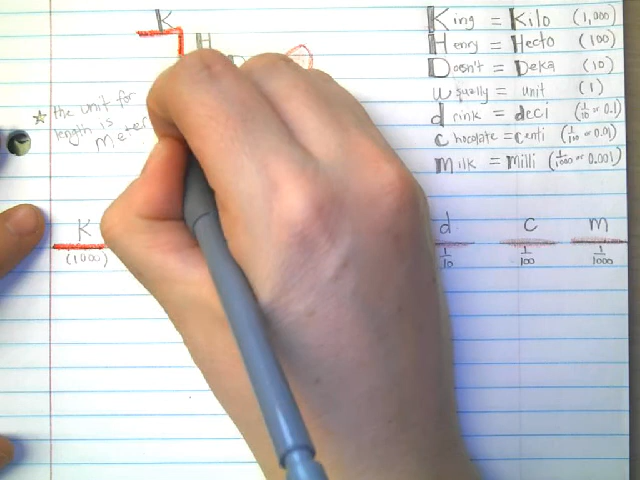 K
H
King = Kilo (1,000)
Henry = Hecto (100)
Doesn't = Deka (10)
usually = unit (1)
drink = deci (1/10 or 0.1)
chocolate = centi (1/10 or 0.01)
milk = milli (1/1000 or 0.001)
☆ the unit for
length is
meter
K d c m
(1000) 1/10 1/100 1/1000